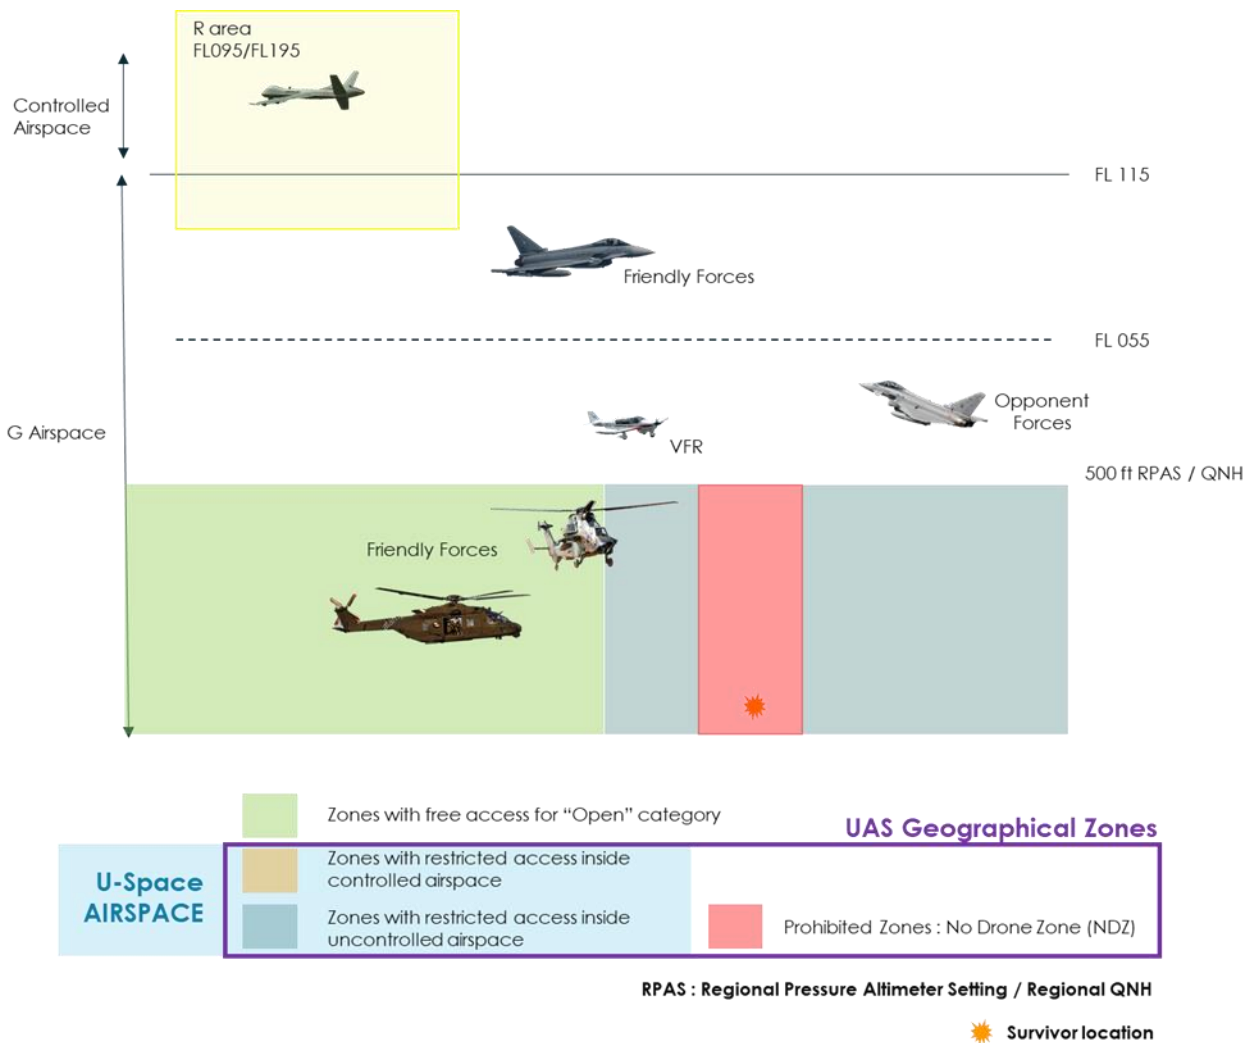 R area
FL095/FL195
Controlled
Airspace
FL 115
Friendly Forces
FL 055
Opponent
Forces
G Airspace
VFR
500 ft RPAS / QNH
Friendly Forces
Zones with free access for “Open” category
UAS Geographical Zones
U-Space
AIRSPACE
Zones with restricted access inside
controlled airspace
Zones with restricted access inside
uncontrolled airspace
Prohibited Zones : No Drone Zone (NDZ)
RPAS : Regional Pressure Altimeter Setting / Regional QNH
Survivor location